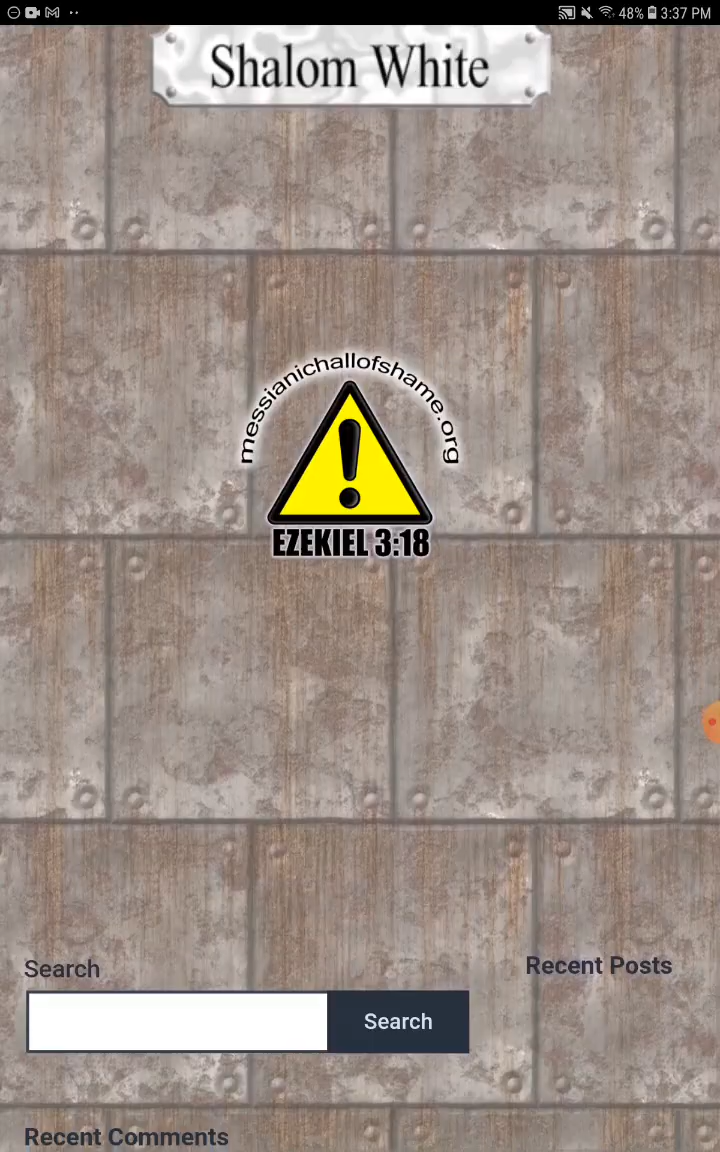 48% 3:37 PM
Shalom White
messianichallofshame.org
EZEKIEL 3:18
Search
Recent Posts
Search
Recent Comments